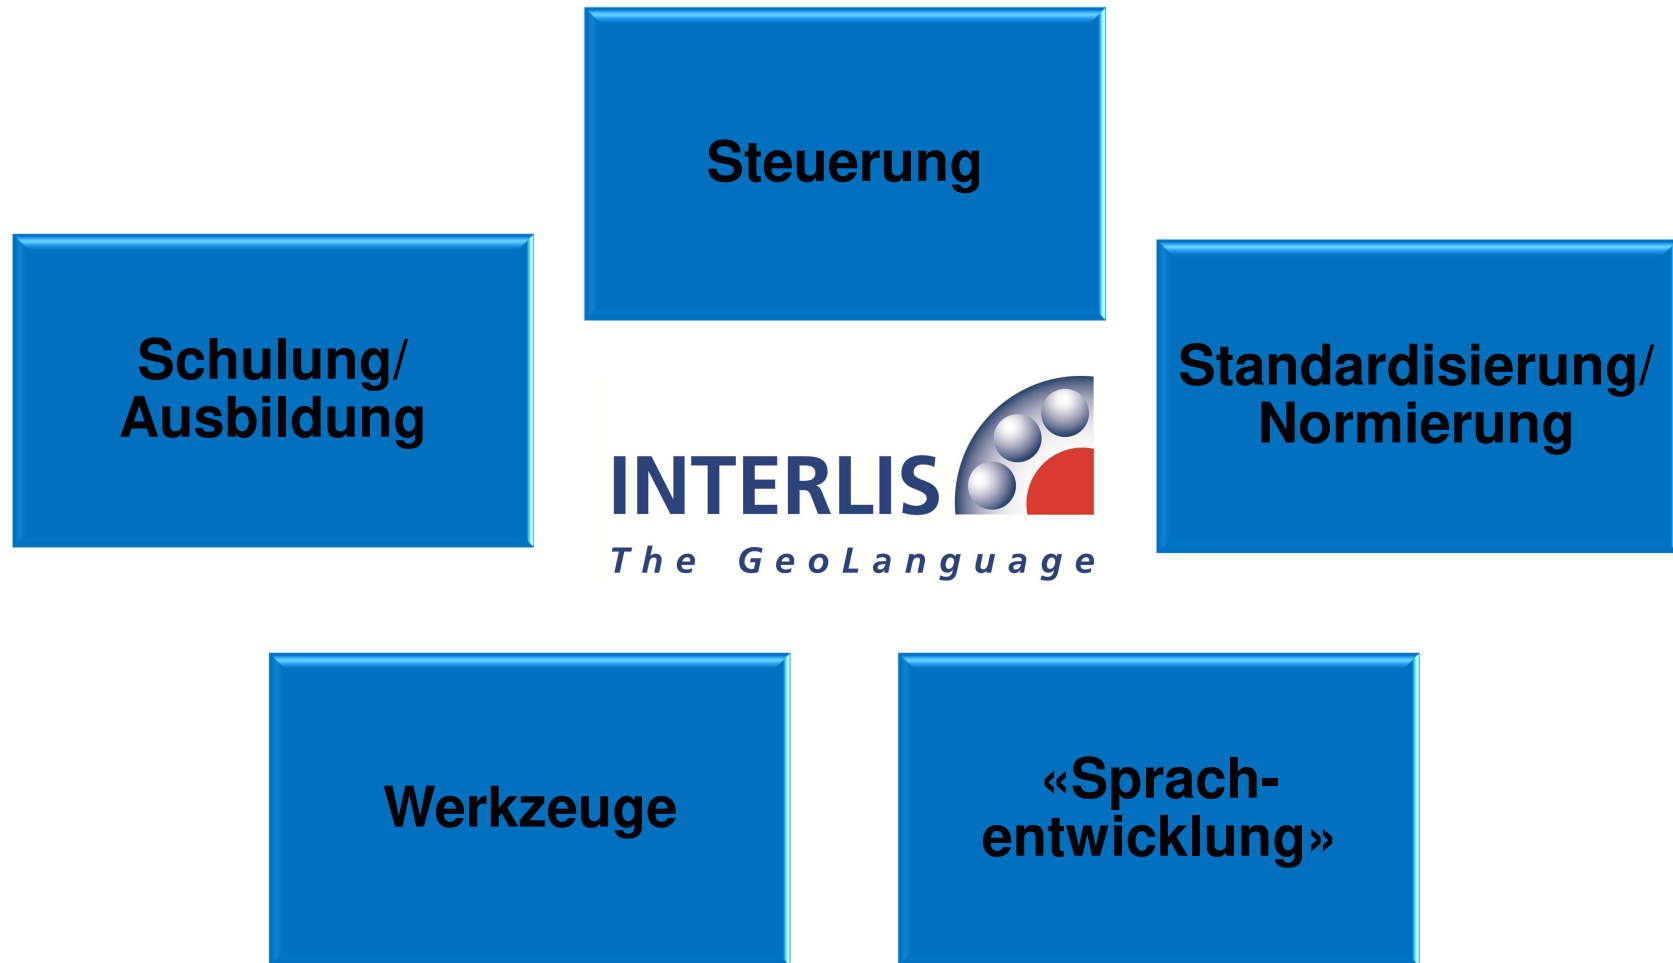 Steuerung
Schulung/
Ausbildung
Standardisierung/
Normierung
INTERLIS
The GeoLanguage
Werkzeuge
«Sprach-
entwicklung»